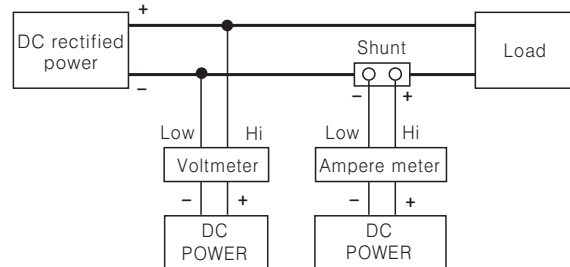 +
DC rectified
power
Shunt
Load
–
– +
Low Hi Low Hi
Voltmeter Ampere meter
– + – +
DC DC
POWER POWER